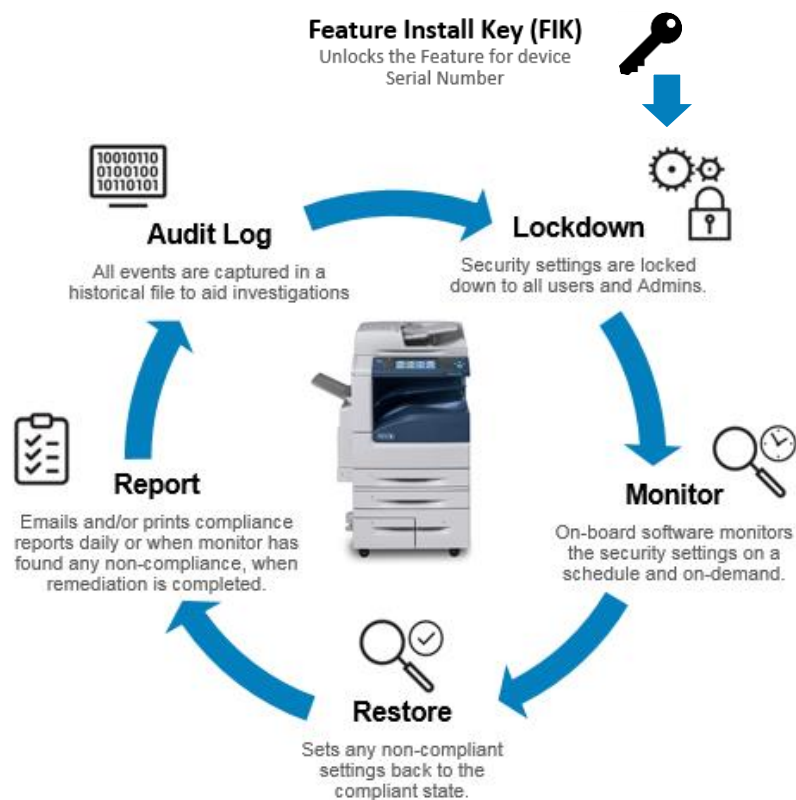 Feature Install Key (FIK)
Unlocks the Feature for device
Serial Number
10010110
0100100
10110101
Audit Log
All events are captured in a
historical file to aid investigations
Lockdown
Security settings are locked
down to all users and Admins.
Report
Emails and/or prints compliance
reports daily or when monitor has
found any non-compliance, when
remediation is completed.
Monitor
On-board software monitors
the security settings on a
schedule and on-demand.
Restore
Sets any non-compliant
settings back to the
compliant state.